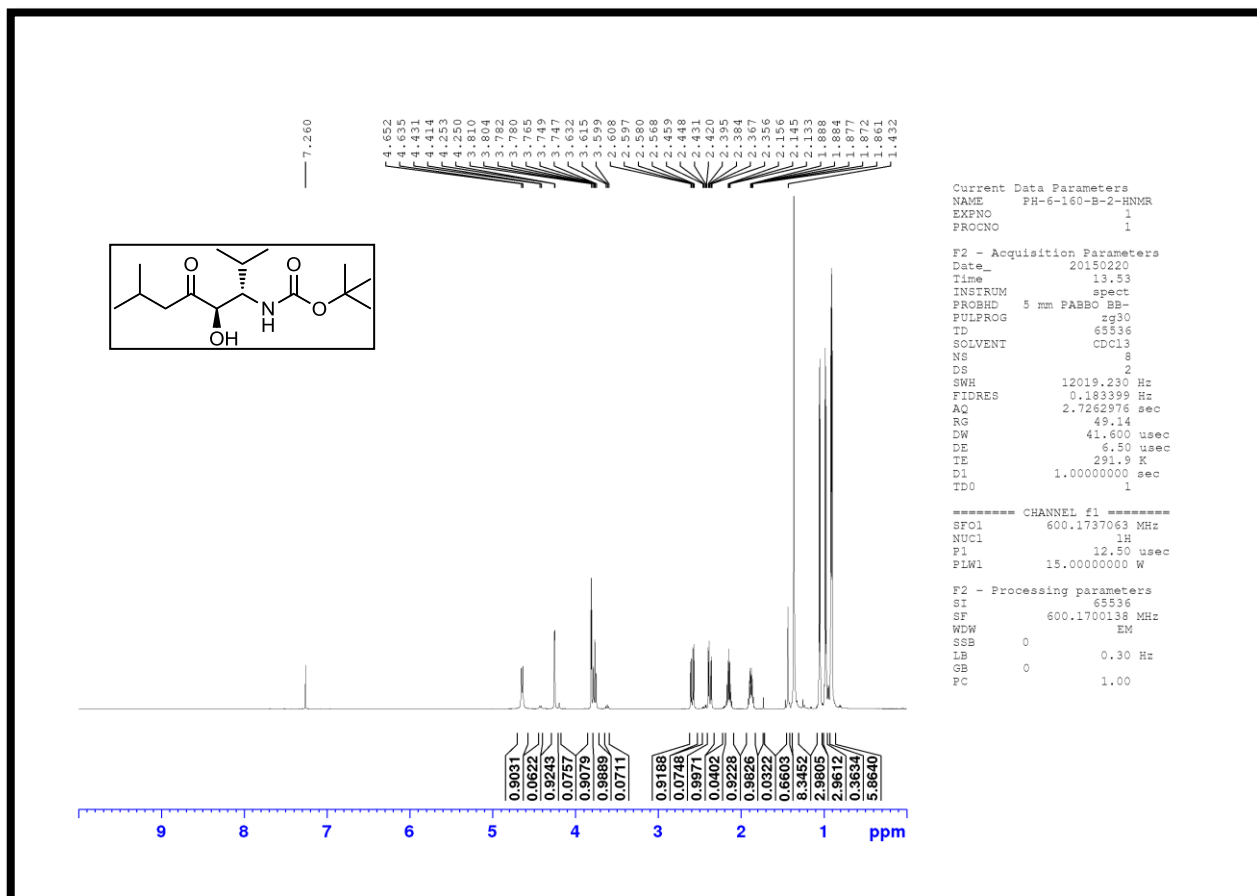 7.260
4.652
4.635
4.431
4.414
4.253
4.250
3.810
3.804
3.782
3.780
3.765
3.749
3.747
3.632
3.615
3.599
2.608
2.597
2.580
2.568
2.459
2.448
2.431
2.420
2.395
2.384
2.367
2.356
2.156
2.145
2.133
1.888
1.884
1.877
1.872
1.861
1.432
O
O
N
H
O
OH
Current Data Parameters
NAME PH-6-160-B-2-HNMR
EXPNO 1
PROCNO 1
F2 - Acquisition Parameters
Date_ 20150220
Time 13.53
INSTRUM spect
PROBHD 5 mm PABBO BB-
PULPROG zg30
TD 65536
SOLVENT CDCl3
NS 8
DS 2
SWH 12019.230 Hz
FIDRES 0.183399 Hz
AQ 2.7262976 sec
RG 49.14
DW 41.600 usec
DE 6.50 usec
TE 291.9 K
D1 1.00000000 sec
TD0 1
======== CHANNEL f1 ========
SFO1 600.1737063 MHz
NUC1 1H
P1 12.50 usec
PLW1 15.00000000 W
F2 - Processing parameters
SI 65536
SF 600.1700138 MHz
WDW EM
SSB 0
LB 0.30 Hz
GB 0
PC 1.00
0.9031
0.0622
0.9243
0.0757
0.9079
0.9889
0.0711
0.9188
0.0748
0.9971
0.0402
0.9228
0.9826
0.0322
0.6603
8.3452
2.9805
2.9612
0.3634
5.8640
9 8 7 6 5 4 3 2 1 ppm